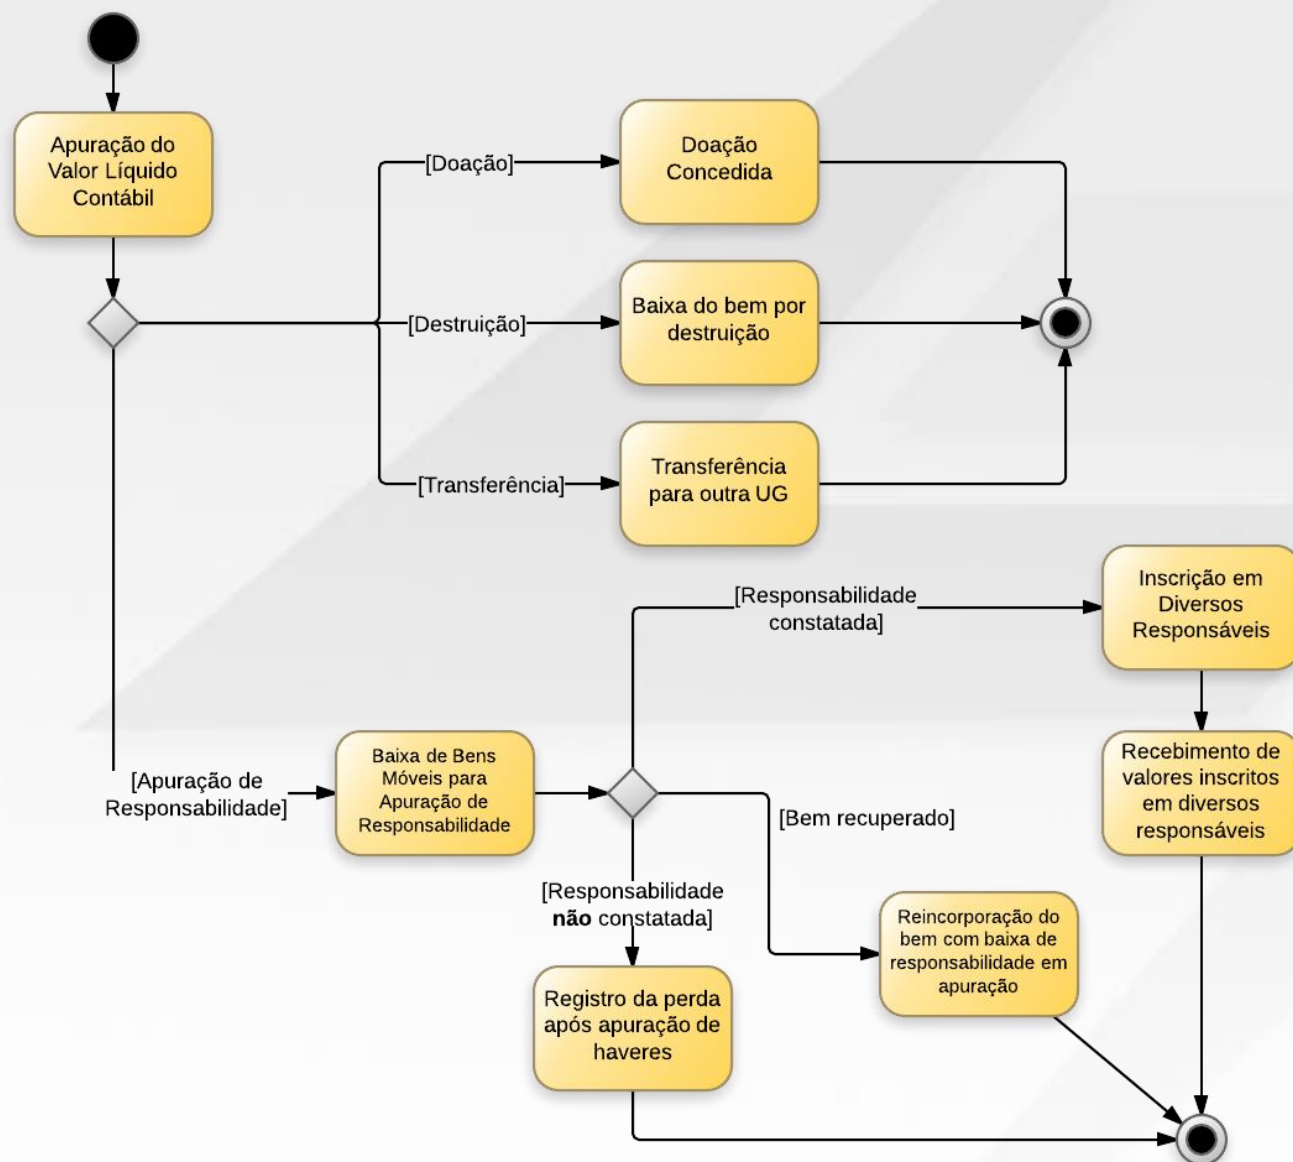 Apuração do
Valor Líquido
Contábil
[Doação]
Doação
Concedida
[Destruição]
Baixa do bem por
destruição
[Transferência]
Transferência
para outra UG
[Responsabilidade
constatada]
Inscrição em
Diversos
Responsáveis
[Apuração de
Responsabilidade]
Baixa de Bens
Móveis para
Apuração de
Responsabilidade
[Bem recuperado]
Recebimento de
valores inscritos
em diversos
responsáveis
[Responsabilidade
não constatada]
Reincorporação do
bem com baixa de
responsabilidade em
apuração
Registro da perda
após apuração de
haveres